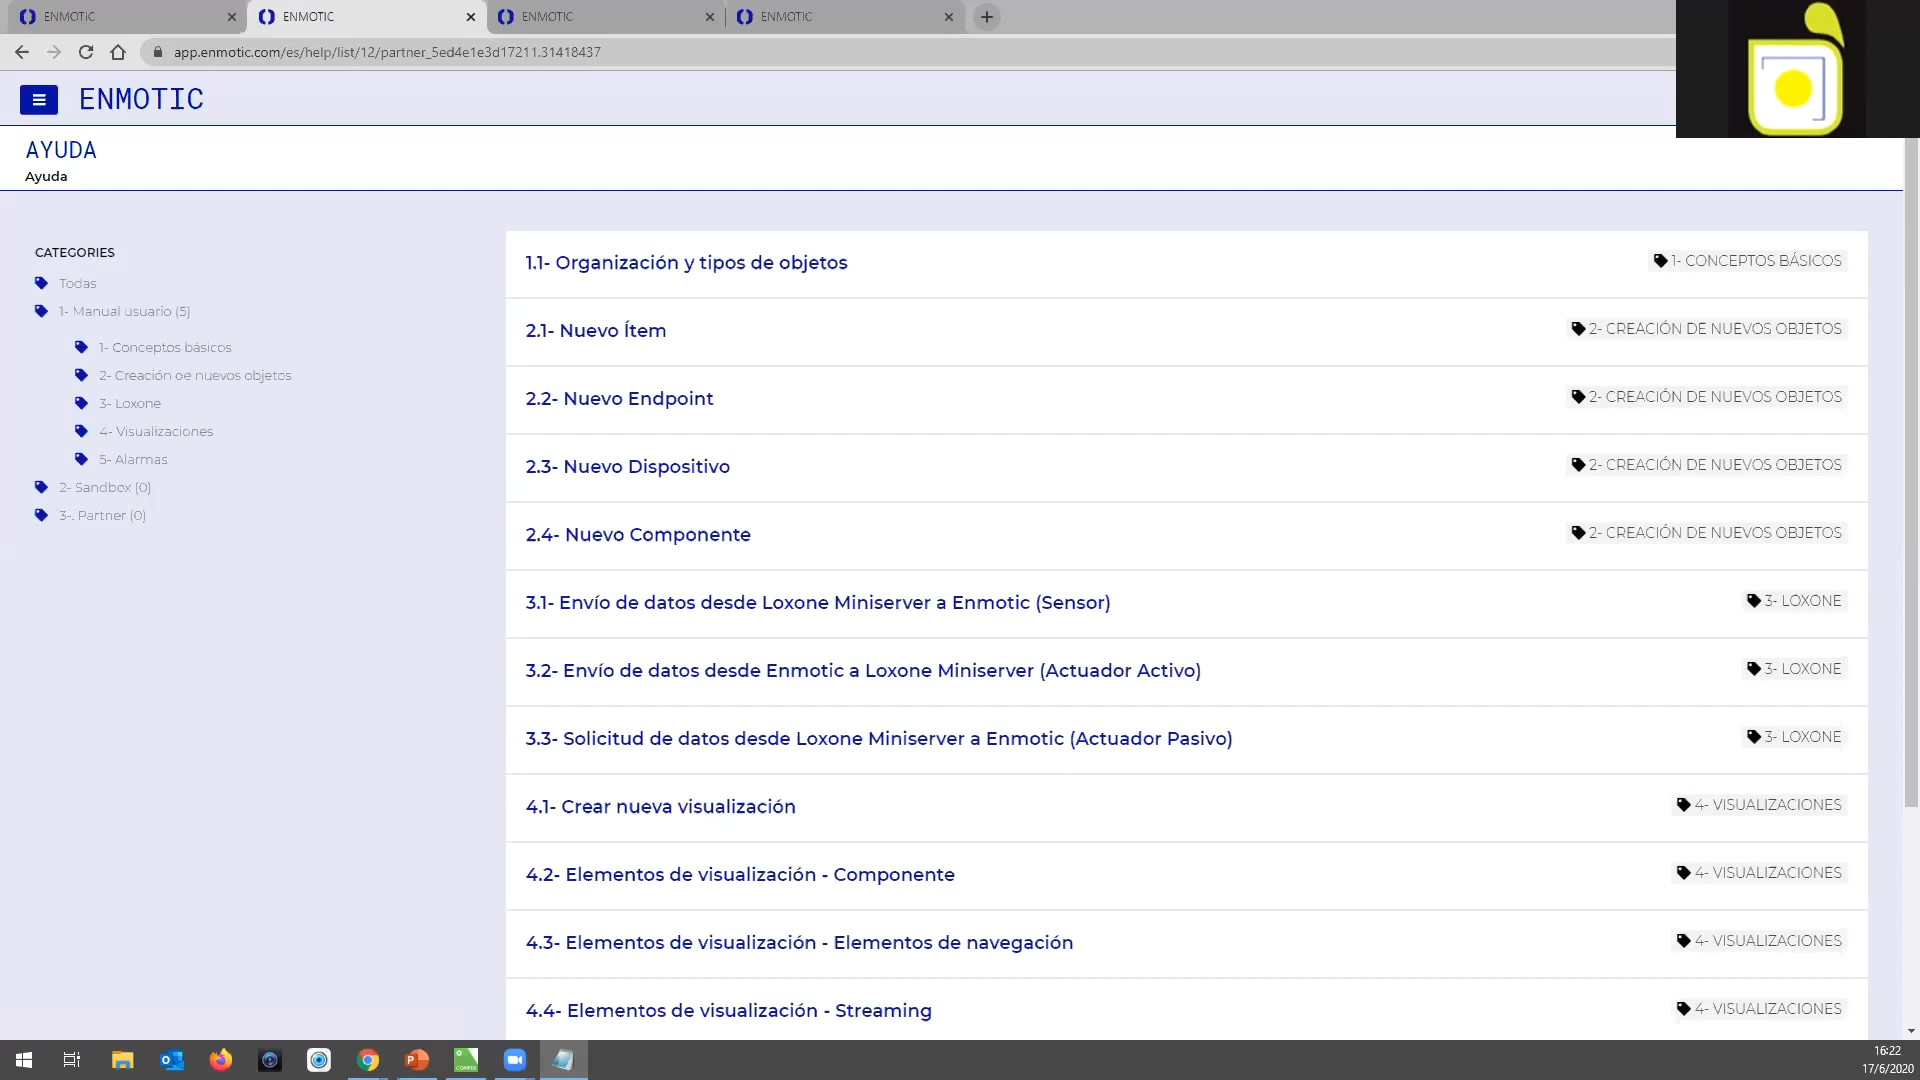 ENMOTIC
ENMOTIC
ENMOTIC
ENMOTIC
app.enmotic.com/es/help/list/12/partner_5ed4e1e3d17211.31418437
ENMOTIC
AYUDA
Ayuda
CATEGORIES
Todas
1- Manual usuario (5)
1- Conceptos básicos
2- Creación de nuevos objetos
3- Loxone
4- Visualizaciones
5- Alarmas
2- Sandbox (0)
3-. Partner (0)
1.1- Organización y tipos de objetos
1- CONCEPTOS BÁSICOS
2.1- Nuevo Ítem
2- CREACIÓN DE NUEVOS OBJETOS
2.2- Nuevo Endpoint
2- CREACIÓN DE NUEVOS OBJETOS
2.3- Nuevo Dispositivo
2- CREACIÓN DE NUEVOS OBJETOS
2.4- Nuevo Componente
2- CREACIÓN DE NUEVOS OBJETOS
3.1- Envío de datos desde Loxone Miniserver a Enmotic (Sensor)
3- LOXONE
3.2- Envío de datos desde Enmotic a Loxone Miniserver (Actuador Activo)
3- LOXONE
3.3- Solicitud de datos desde Loxone Miniserver a Enmotic (Actuador Pasivo)
3- LOXONE
4.1- Crear nueva visualización
4- VISUALIZACIONES
4.2- Elementos de visualización - Componente
4- VISUALIZACIONES
4.3- Elementos de visualización - Elementos de navegación
4- VISUALIZACIONES
4.4- Elementos de visualización - Streaming
4- VISUALIZACIONES
CONFIG
16:22
17/6/2020